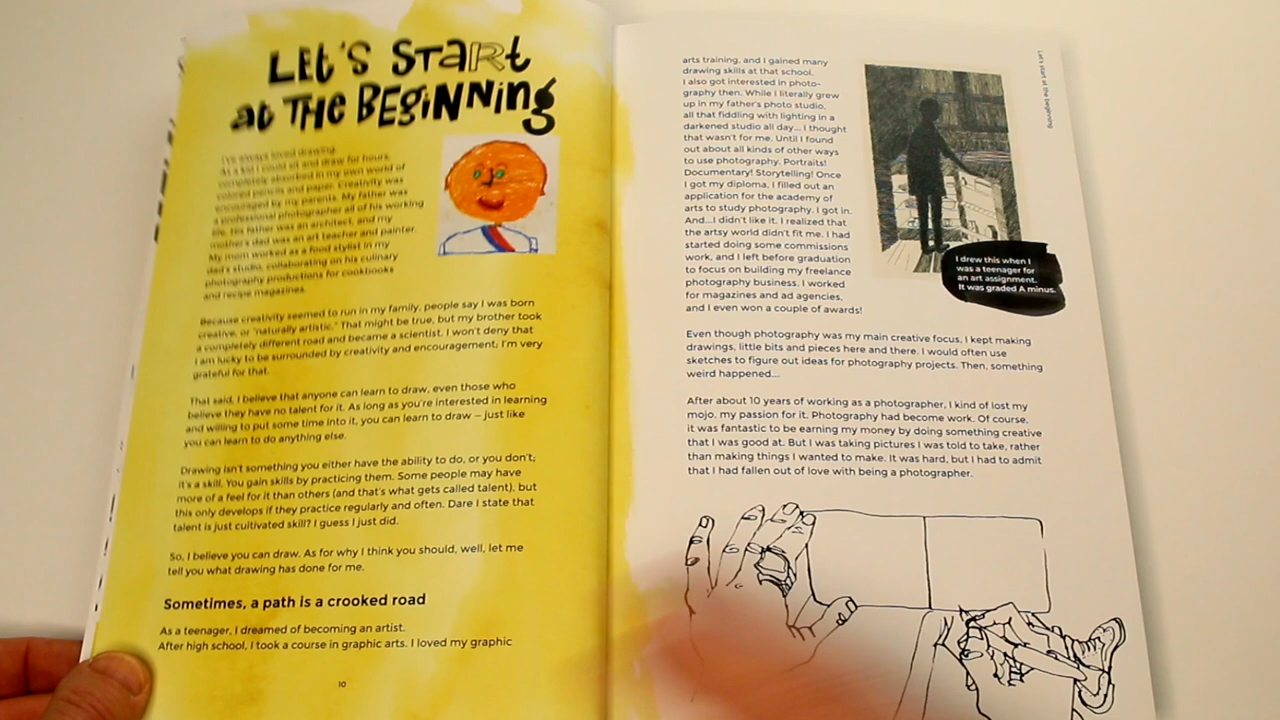 LET'S START
at THE BEGINNING
I've always loved drawing.
As a kid I could sit and draw for hours,
completely absorbed in my own world of
colored pencils and paper. Creativity was
encouraged by my parents. My father was
a professional photographer all of his working
life. His father was an architect, and my
mother's dad was an art teacher and painter.
My mom worked as a food stylist in my
dad's studio, collaborating on his culinary
photography productions for cookbooks
and recipe magazines.
Because creativity seemed to run in my family, people say I was born
creative, or "naturally artistic." That might be true, but my brother took
a completely different road and became a scientist. I won't deny that
I am lucky to be surrounded by creativity and encouragement; I'm very
grateful for that.
That said, I believe that anyone can learn to draw, even those who
believe they have no talent for it. As long as you're interested in learning
and willing to put some time into it, you can learn to draw – just like
you can learn to do anything else.
Drawing isn't something you either have the ability to do, or you don't;
it's a skill. You gain skills by practicing them. Some people may have
more of a feel for it than others (and that's what gets called talent), but
this only develops if they practice regularly and often. Dare I state that
talent is just cultivated skill? I guess I just did.
So, I believe you can draw. As for why I think you should, well, let me
tell you what drawing has done for me.
Sometimes, a path is a crooked road
As a teenager, I dreamed of becoming an artist.
After high school, I took a course in graphic arts. I loved my graphic
10
arts training, and I gained many
drawing skills at that school.
I also got interested in photo-
graphy then. While I literally grew
up in my father's photo studio,
all that fiddling with lighting in a
darkened studio all day... I thought
that wasn't for me. Until I found
out about all kinds of other ways
to use photography. Portraits!
Documentary! Storytelling! Once
I got my diploma, I filled out an
application for the academy of
arts to study photography. I got in.
And...I didn't like it. I realized that
the artsy world didn't fit me. I had
started doing some commissions
work, and I left before graduation
to focus on building my freelance
photography business. I worked
for magazines and ad agencies,
and I even won a couple of awards!
Let's start at the beginning
I drew this when I
was a teenager for
an art assignment.
It was graded A minus.
Even though photography was my main creative focus, I kept making
drawings, little bits and pieces here and there. I would often use
sketches to figure out ideas for photography projects. Then, something
weird happened....
After about 10 years of working as a photographer, I kind of lost my
mojo, my passion for it. Photography had become work. Of course,
it was fantastic to be earning my money by doing something creative
that I was good at. But I was taking pictures I was told to take, rather
than making things I wanted to make. It was hard, but I had to admit
that I had fallen out of love with being a photographer.